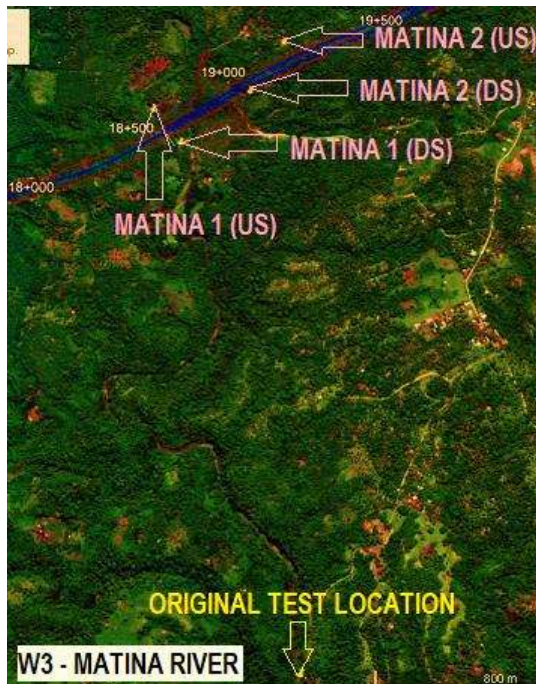 p.
19+500
MATINA 2 (US)
19+000
MATINA 2 (DS)
18+500
MATINA 1 (DS)
18+000
MATINA 1 (US)
ORIGINAL TEST LOCATION
W3 - MATINA RIVER
800 m